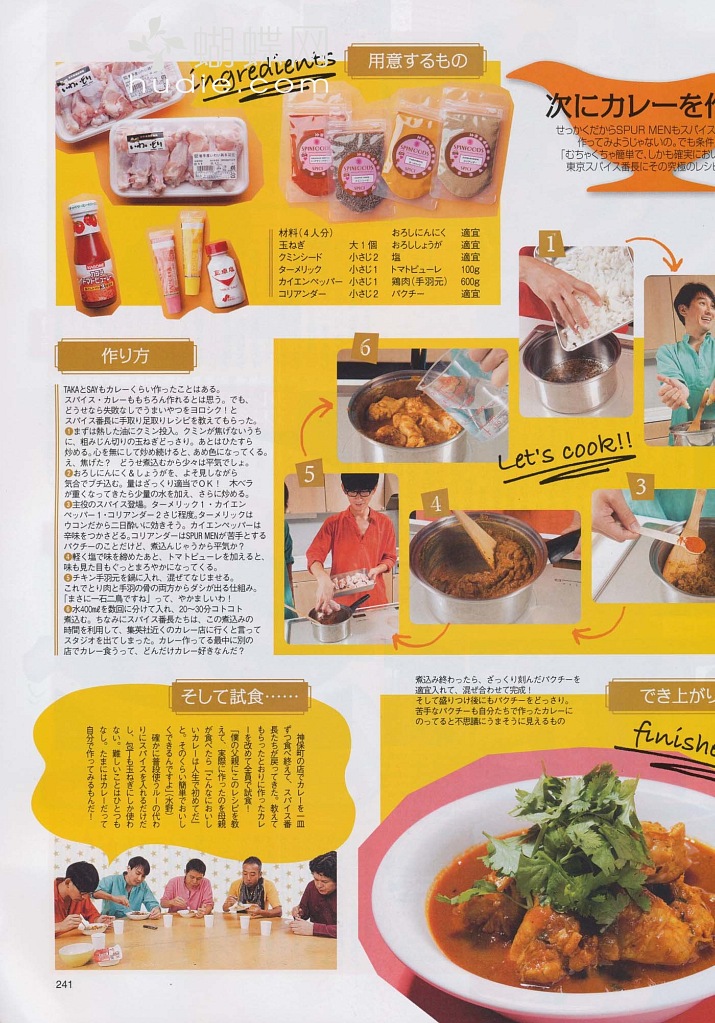 蝴蝶网
hudie.com
ingredients
用意するもの
SPINFOODS
SPICE
材料(4人分)
玉ねぎ 大1個
クミンシード 小さじ2
ターメリック 小さじ1
カイエンペッパー 小さじ1
コリアンダー 小さじ2
おろしにんにく 適宜
おろししょうが 適宜
塩 適宜
トマトピューレ 100g
鶏肉(手羽元) 600g
パクチー 適宜
次にカレーを作
せっかくだからSPUR MENもスパイス
作ってみようじゃないの。でも条件
「むちゃくちゃ簡単で、しかも確実においし
東京スパイス番長にその究極のレシピ
作り方
TAKAとSAYもカレーくらい作ったことはある。
スパイス・カレーももちろん作れるとは思う。でも、
どうせなら失敗なしでうまいやつをヨロシク!と
スパイス番長に手取り足取りレシピを教えてもらった。
❶まずは熱した油にクミン投入。クミンが焦げないうち
に、粗みじん切りの玉ねぎどっさり。あとはひたすら
炒める。心を無にして炒め続けると、あめ色になってくる。
え、焦げた? どうせ煮込むから少々は平気でしょ。
❷おろしにんにく&しょうがを、よそ見しながら
気合でブチ込む。量はざっくり適当でOK! 木ベラ
が重くなってきたら少量の水を加え、さらに炒める。
❸主役のスパイス登場。ターメリック1・カイエン
ペッパー1・コリアンダー2さじ程度。ターメリックは
ウコンだから二日酔いに効きそう。カイエンペッパーは
辛味をつかさどる。コリアンダーはSPUR MENが苦手とする
パクチーのことだけど、煮込んじゃうから平気か?
❹軽く塩で味を締めたあと、トマトピューレを加えると、
味も見た目もぐっとまろやかになってくる。
❺チキン手羽元を鍋に入れ、混ぜてなじませる。
これでとり肉と手羽の骨の両方からダシが出る仕組み。
「まさに一石二鳥ですね」って、やかましいわ!
❻水400mlを数回に分けて入れ、20〜30分コトコト
煮込む。ちなみにスパイス番長たちは、この煮込みの
時間を利用して、集英社近くのカレー店に行くと言って
スタジオを出てしまった。カレー作ってる最中に別の
店でカレー食うって、どんだけカレー好きなんだ?
1
6
Let's cook!!
5
4
3
煮込み終わったら、ざっくり刻んだパクチーを
適宜入れて、混ぜ合わせて完成!
そして盛りつけ後にもパクチーをどっさり。
苦手なパクチーも自分たちで作ったカレーに
のってると不思議にうまそうに見えるもの
でき上がり
finishe
そして試食……
神保町の店でカレーを一皿
ずつ食べ終えて、スパイス番
長たちが戻ってきた。教えて
もらったとおりに作ったカレ
ーを改めて全員で試食!
「僕の父親にこのレシピを教
えて、実際に作ったのを母親
が食べたら『こんなにおいし
いカレーは人生で初めてだ』
と。そのくらい簡単でおいし
くできるんですよ」(水野)
確かに普段使うルーの代わ
りにスパイスを入れるだけだ
し、包丁も玉ねぎにしか使わ
ない。難しいことはひとつも
なし。たまにはカレーだって
自分で作ってみるもんだ!
241